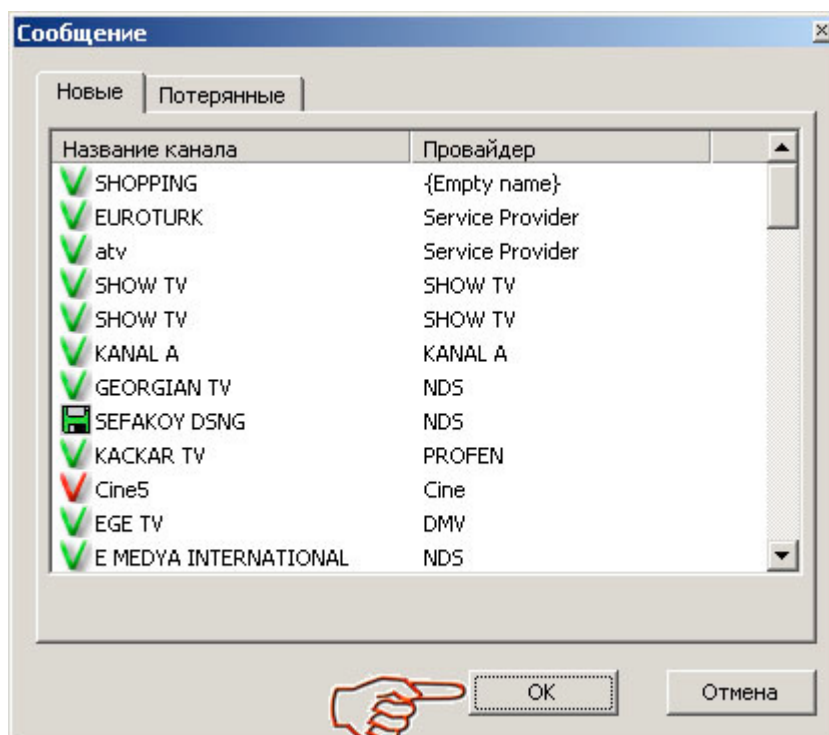 Сообщение
Новые Потерянные
Название канала Провайдер
SHOPPING {Empty name}
EUROTURK Service Provider
atv Service Provider
SHOW TV SHOW TV
SHOW TV SHOW TV
KANAL A KANAL A
GEORGIAN TV NDS
SEFAKOY DSNG NDS
KACKAR TV PROFEN
Cine5 Cine
EGE TV DMV
E MEDYA INTERNATIONAL NDS
OK Отмена